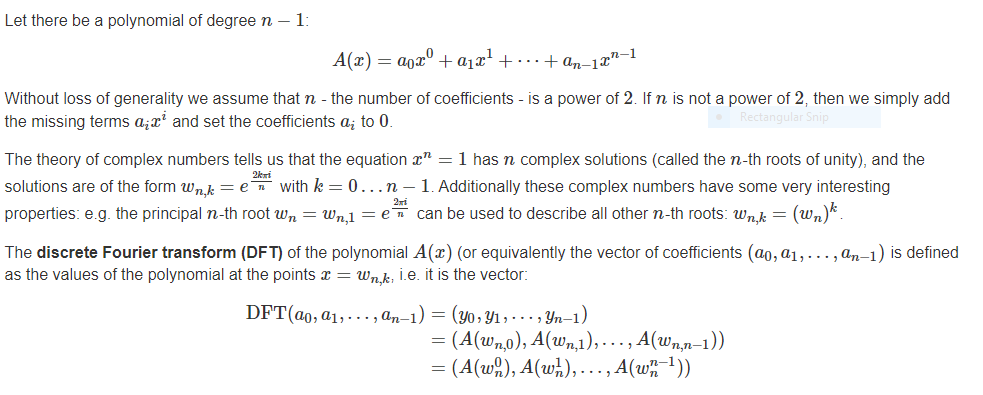 Let there be a polynomial of degree n − 1:
A(x) = a₀x⁰ + a₁x¹ + ⋯ + aₙ₋₁xⁿ⁻¹
Without loss of generality we assume that n - the number of coefficients - is a power of 2. If n is not a power of 2, then we simply add
the missing terms aᵢxⁱ and set the coefficients aᵢ to 0.
Rectangular Snip
The theory of complex numbers tells us that the equation xⁿ = 1 has n complex solutions (called the n-th roots of unity), and the
solutions are of the form w_{n,k} = e^{2kπi/n} with k = 0…n − 1. Additionally these complex numbers have some very interesting
properties: e.g. the principal n-th root wₙ = w_{n,1} = e^{2πi/n} can be used to describe all other n-th roots: w_{n,k} = (wₙ)ᵏ.
The discrete Fourier transform (DFT) of the polynomial A(x) (or equivalently the vector of coefficients (a₀, a₁, …, aₙ₋₁) is defined
as the values of the polynomial at the points x = w_{n,k}, i.e. it is the vector:
DFT(a₀, a₁, …, aₙ₋₁) = (y₀, y₁, …, yₙ₋₁)
= (A(w_{n,0}), A(w_{n,1}), …, A(w_{n,n−1}))
= (A(wₙ⁰), A(wₙ¹), …, A(wₙⁿ⁻¹))